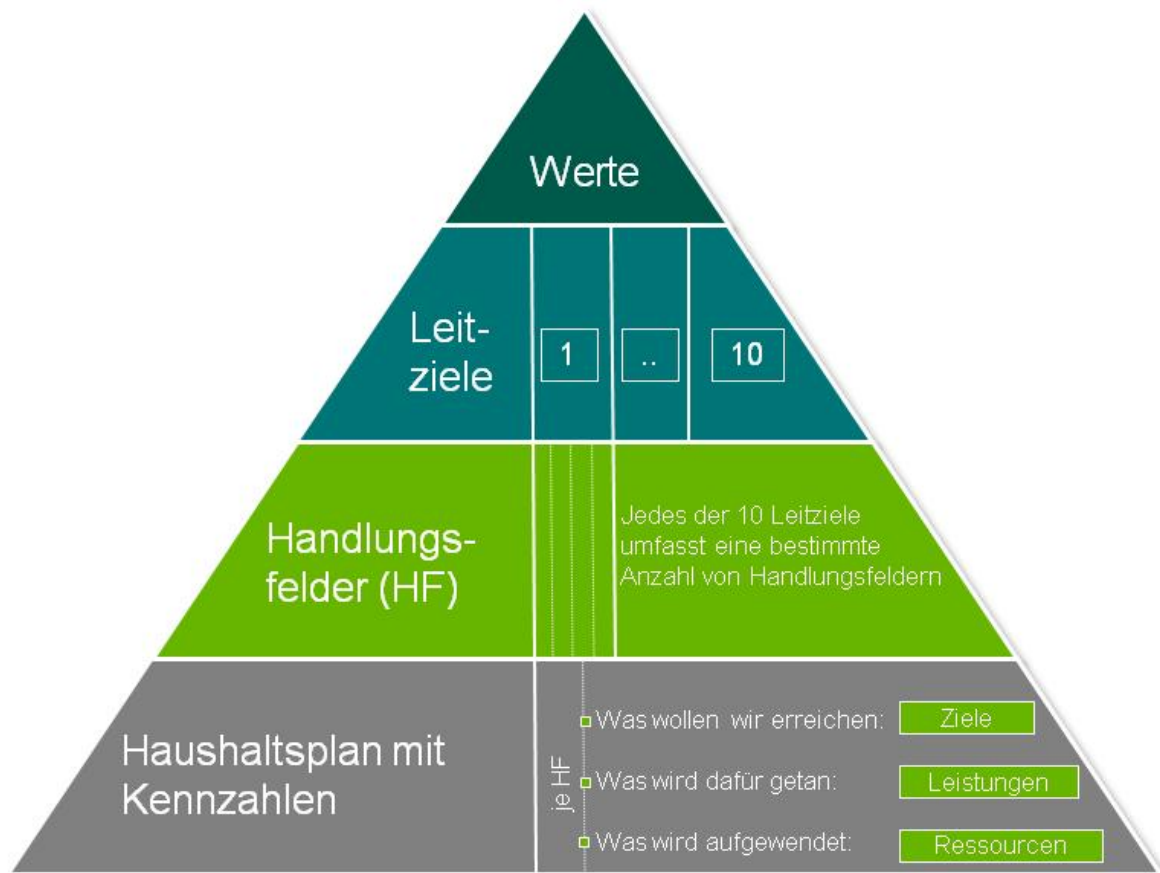 Werte
Leit-
ziele
1
..
10
Handlungs-
felder (HF)
Jedes der 10 Leitziele
umfasst eine bestimmte
Anzahl von Handlungsfeldern
Haushaltsplan mit
Kennzahlen
je HF
Was wollen wir erreichen: Ziele
Was wird dafür getan: Leistungen
Was wird aufgewendet: Ressourcen